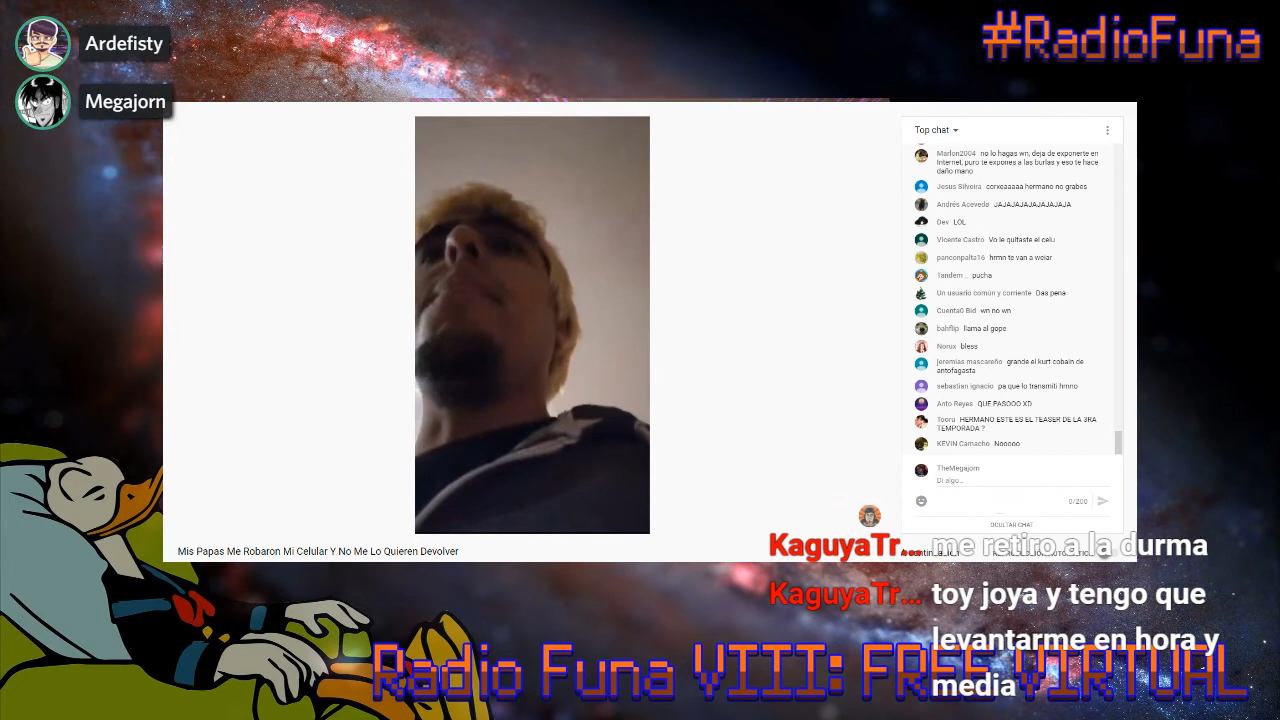 Ardefisty
#RadioFuna
Megajorn
Top chat
Marlon2004 no lo hagas wn, deja de exponerte en
Internet, puro te expones a las burlas y eso te hace
daño mano
Jesus Silveira corxeaaaaa hermano no grabes
Andrés Acevedo JAJAJAJAJAJAJAJAJA
Dev LOL
Vicente Castro Vo le quitaste el celu
panconpalta16 hrmn te van a weiar
Tandem .. pucha
Un usuario común y corriente Das pena
Cuenta0 Bid wn no wn
bahflip llama al gope
Norux bless
jeremias mascareño grande el kurt cobain de
antofagasta
sebastian ignacio pa que lo transmiti hmno
Anto Reyes QUE PASOOO XD
Tooru HERMANO ESTE ES EL TEASER DE LA 3RA
TEMPORADA ?
KEVIN Camacho Nooooo
TheMegajorn
Di algo...
0/200
OCULTAR CHAT
Mis Papas Me Robaron Mi Celular Y No Me Lo Quieren Devolver
KaguyaTr... me retiro a la durma
KaguyaTr... toy joya y tengo que
levantarme en hora y
media
Radio Funa VIII: FREE VIRTUAL